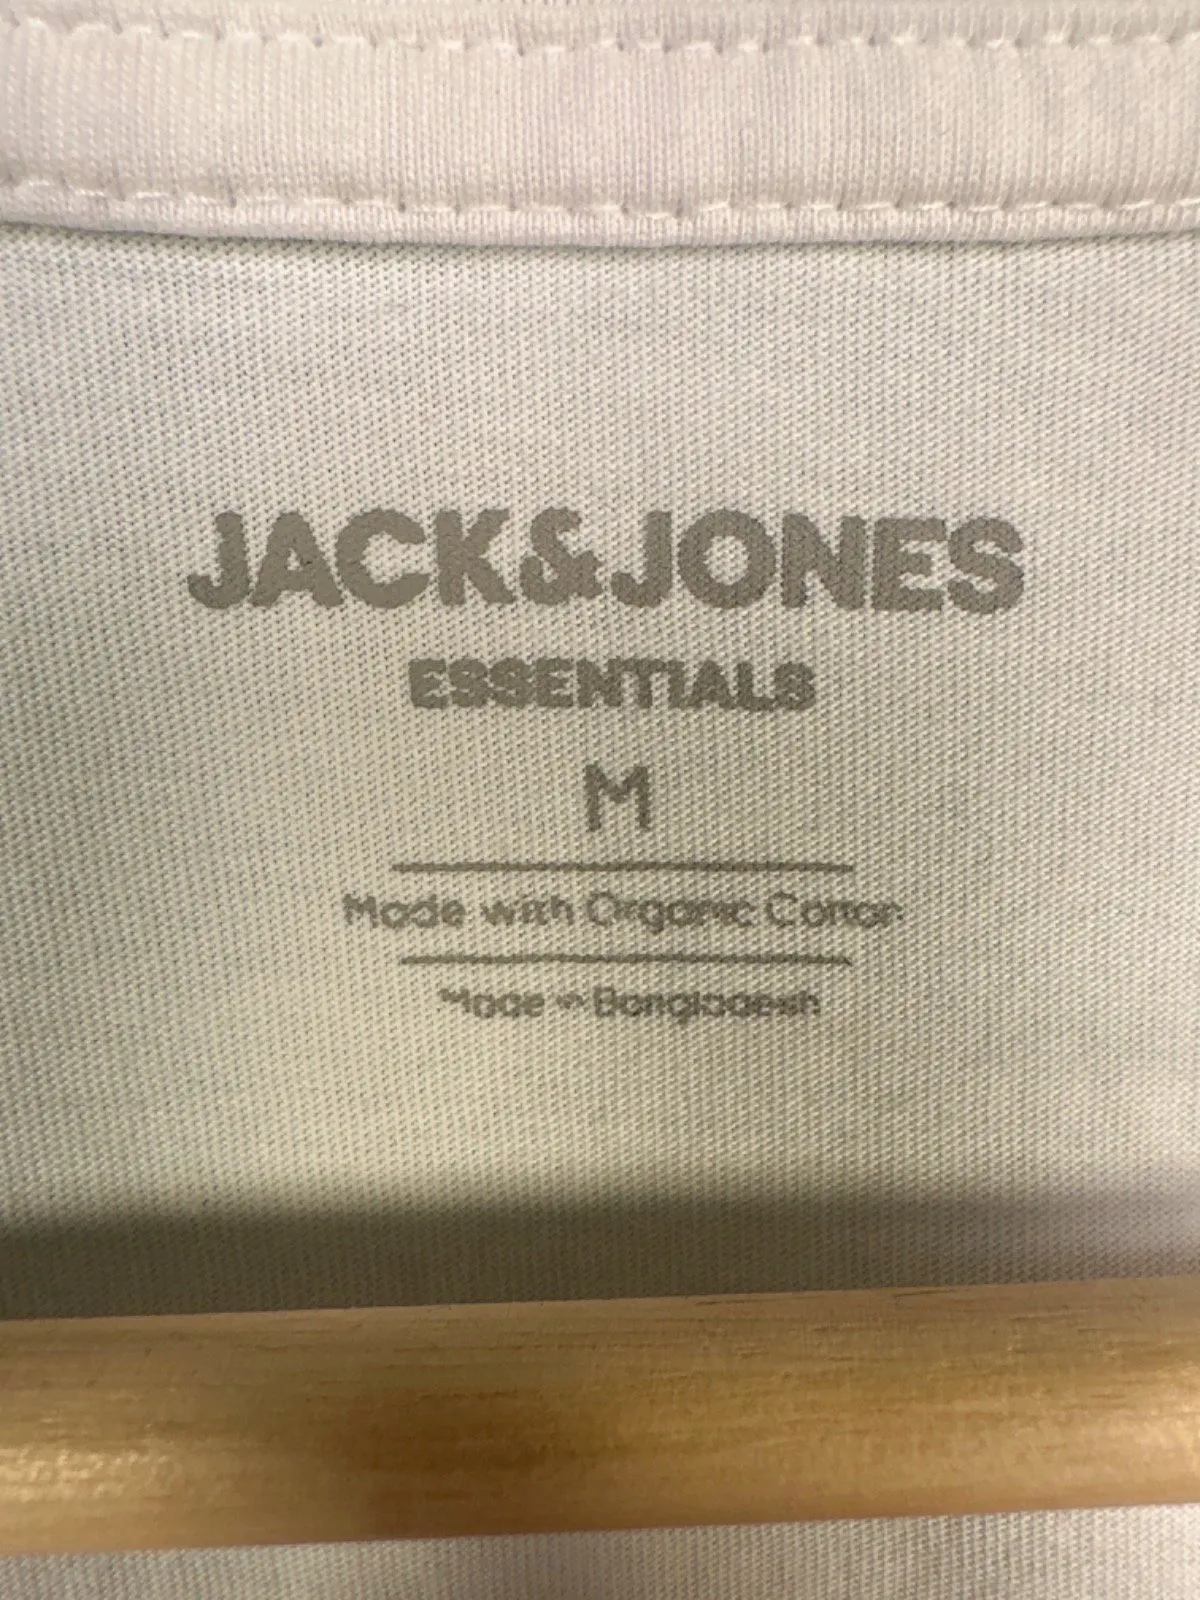 JACK&JONES
ESSENTIALS
M
Made with Organic Cotton
Made in Bangladesh